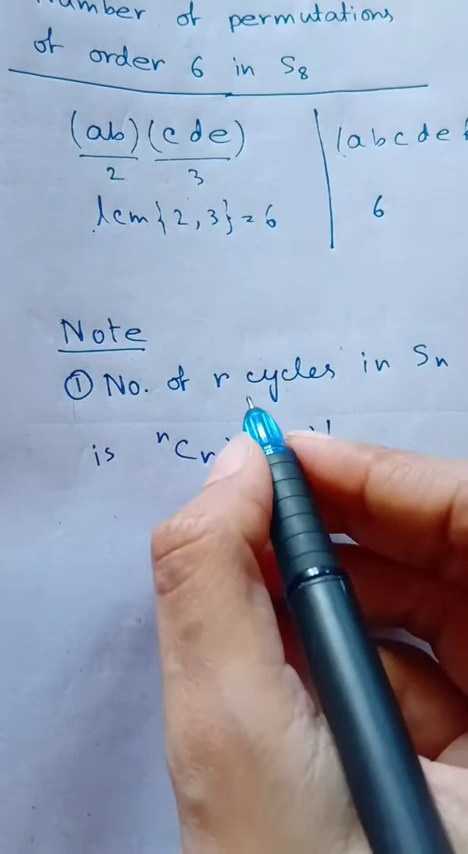 Number of permutations
of order 6 in S₈
(ab)(cde) (abcde
2 3
lcm{2,3}=6 6
Note
① No. of r cycles in Sn
is ⁿCr